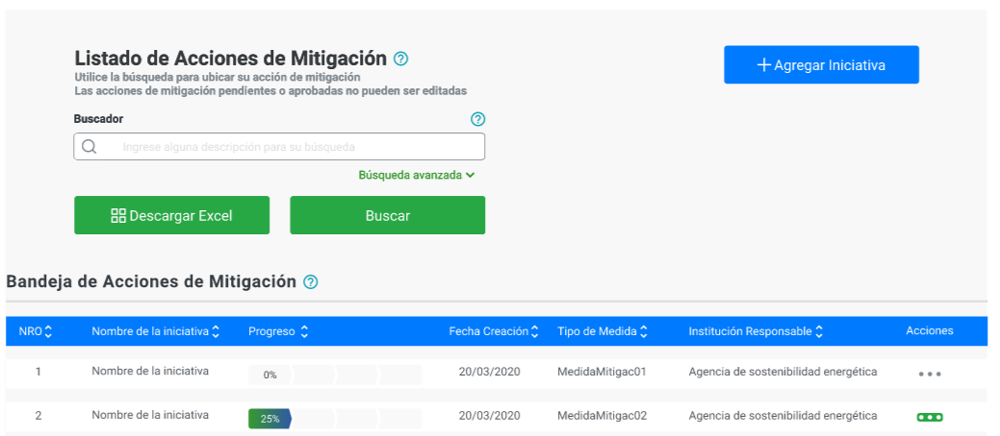 Listado de Acciones de Mitigación
Utilice la búsqueda para ubicar su acción de mitigación
Las acciones de mitigación pendientes o aprobadas no pueden ser editadas
+ Agregar Iniciativa
Buscador
Ingrese alguna descripción para su búsqueda
Búsqueda avanzada
Descargar Excel
Buscar
Bandeja de Acciones de Mitigación
NRO Nombre de la iniciativa Progreso Fecha Creación Tipo de Medida Institución Responsable Acciones
1 Nombre de la iniciativa 0% 20/03/2020 MedidaMitigac01 Agencia de sostenibilidad energética
2 Nombre de la iniciativa 25% 20/03/2020 MedidaMitigac02 Agencia de sostenibilidad energética